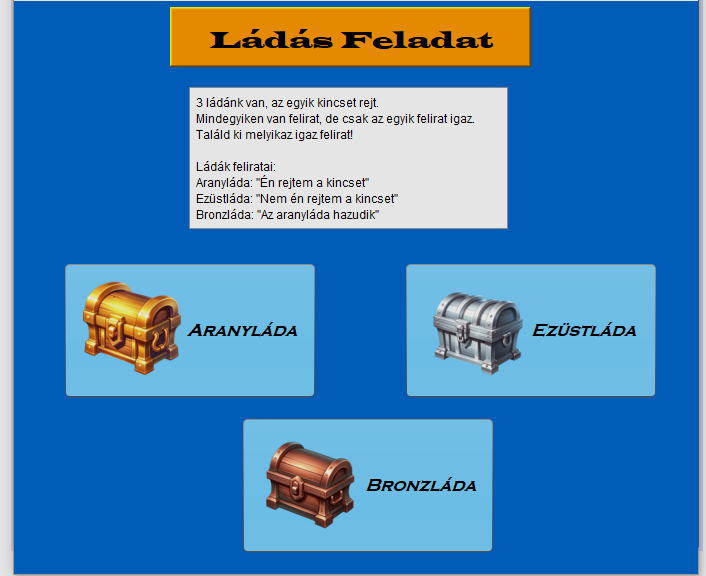 Ládás Feladat
3 ládánk van, az egyik kincset rejt.
Mindegyiken van felirat, de csak az egyik felirat igaz.
Találd ki melyikaz igaz felirat!
Ládák feliratai:
Aranyláda: "Én rejtem a kincset"
Ezüstláda: "Nem én rejtem a kincset"
Bronzláda: "Az aranyláda hazudik"
Aranyláda
Ezüstláda
Bronzláda